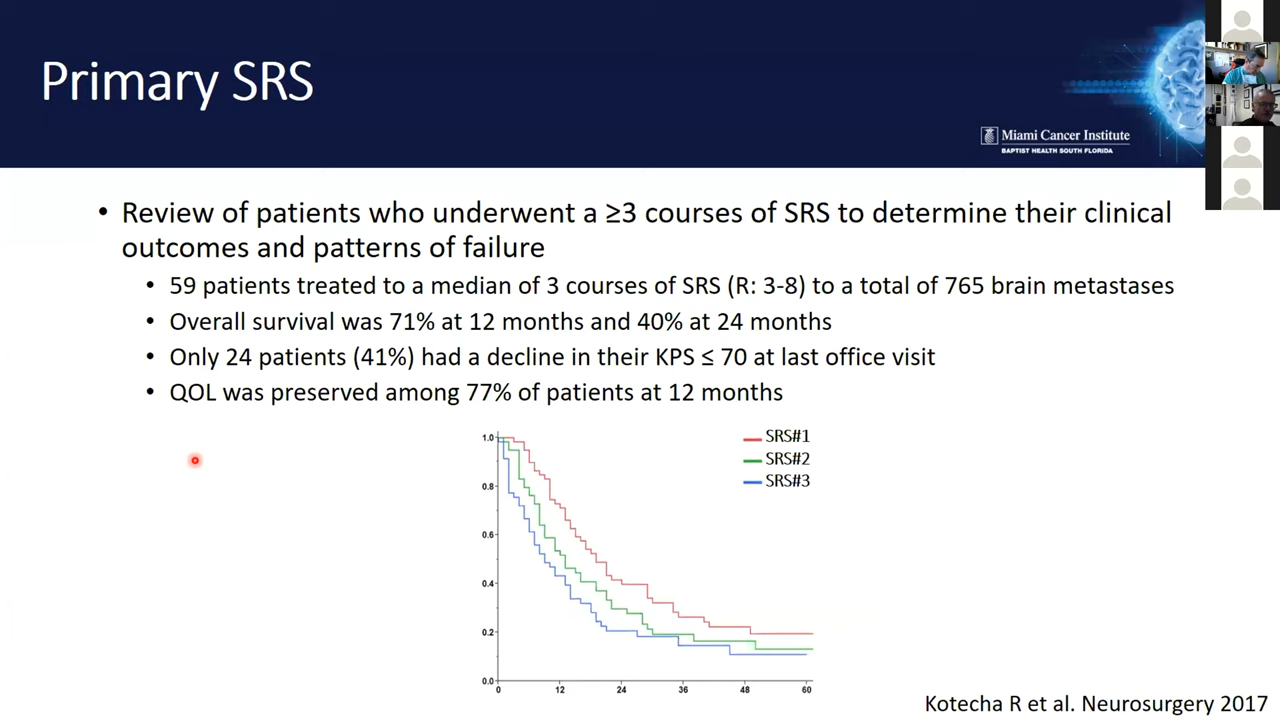 Primary SRS
Miami Cancer Institute
BAPTIST HEALTH SOUTH FLORIDA
• Review of patients who underwent a ≥3 courses of SRS to determine their clinical
outcomes and patterns of failure
• 59 patients treated to a median of 3 courses of SRS (R: 3-8) to a total of 765 brain metastases
• Overall survival was 71% at 12 months and 40% at 24 months
• Only 24 patients (41%) had a decline in their KPS ≤ 70 at last office visit
• QOL was preserved among 77% of patients at 12 months
SRS#1
SRS#2
SRS#3
1.0
0.8
0.6
0.4
0.2
0.0
0 12 24 36 48 60
Kotecha R et al. Neurosurgery 2017